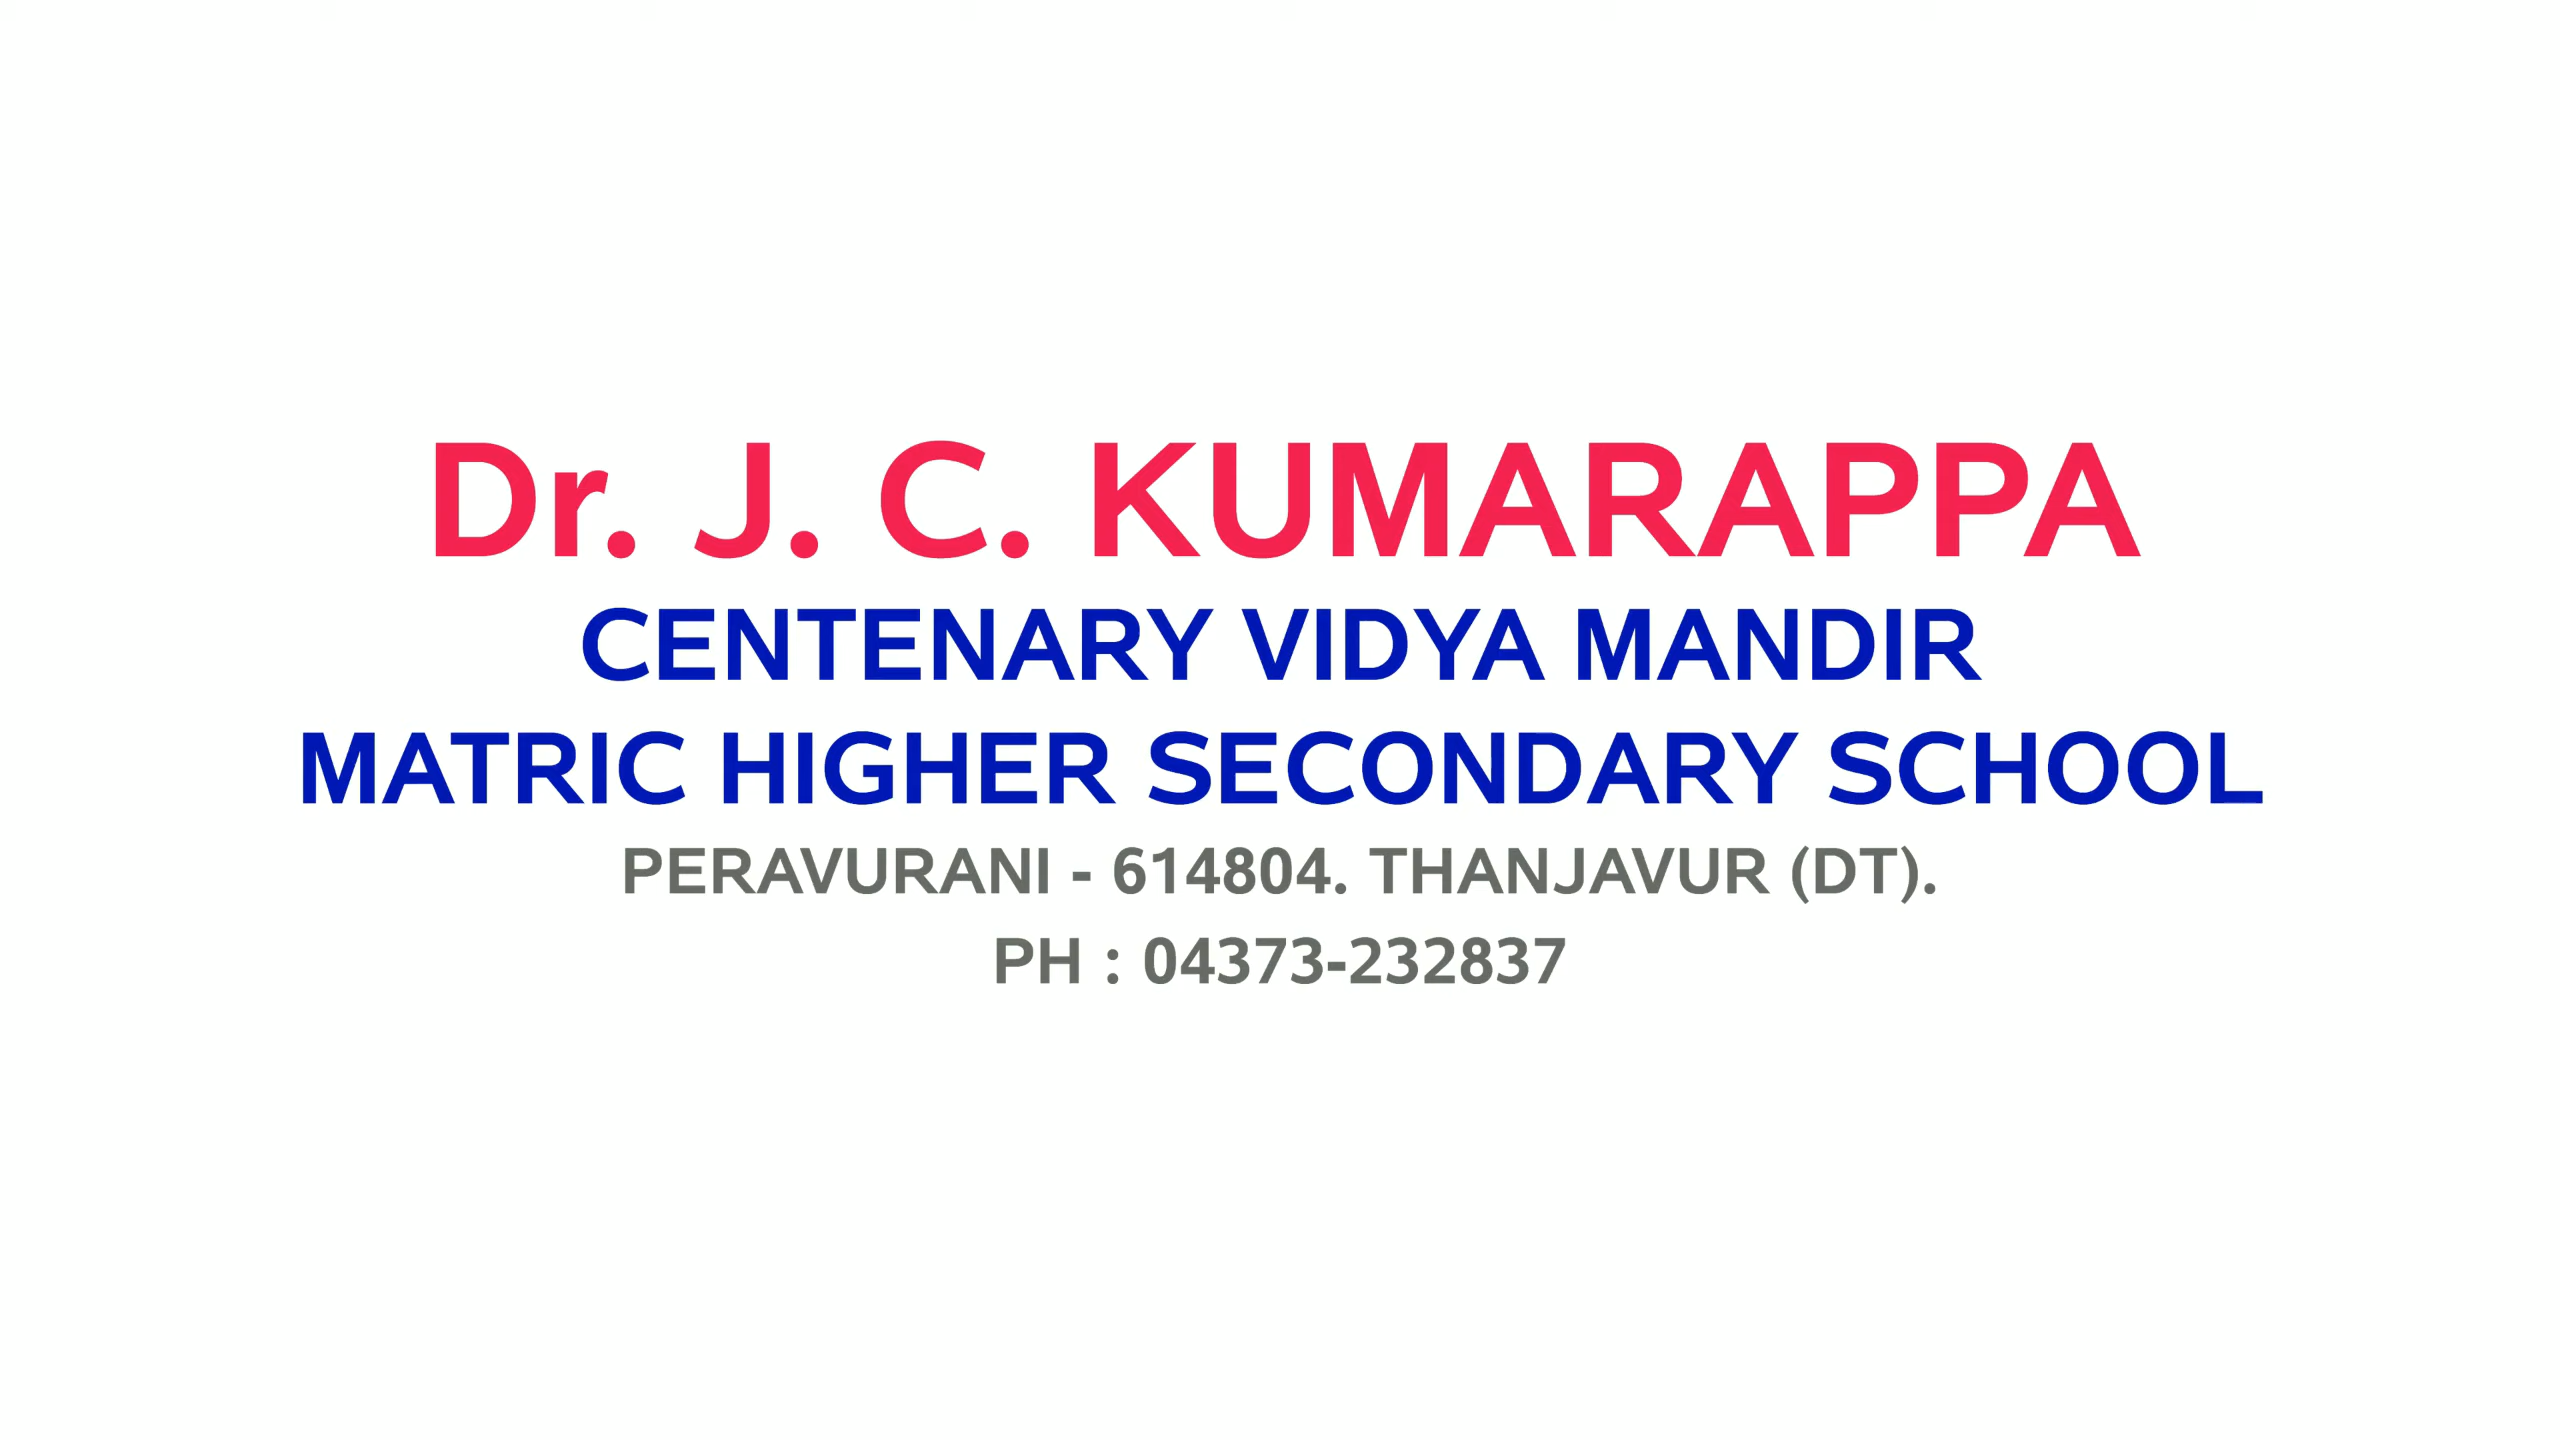 Dr. J. C. KUMARAPPA
CENTENARY VIDYA MANDIR
MATRIC HIGHER SECONDARY SCHOOL
PERAVURANI - 614804. THANJAVUR (DT).
PH : 04373-232837